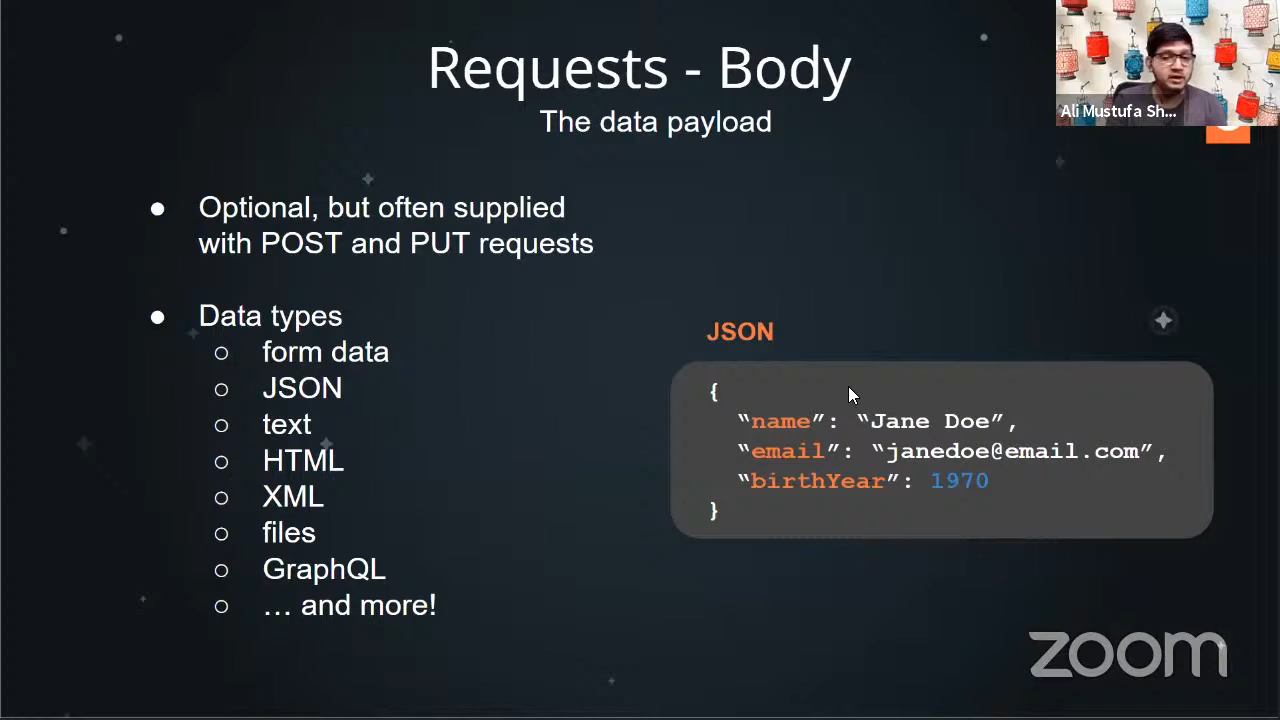 Requests - Body
The data payload
Ali Mustufa Sh...
● Optional, but often supplied
with POST and PUT requests
● Data types
○ form data
○ JSON
○ text
○ HTML
○ XML
○ files
○ GraphQL
○ … and more!
JSON
{
“name”: “Jane Doe”,
“email”: “janedoe@email.com”,
“birthYear”: 1970
}
zoom